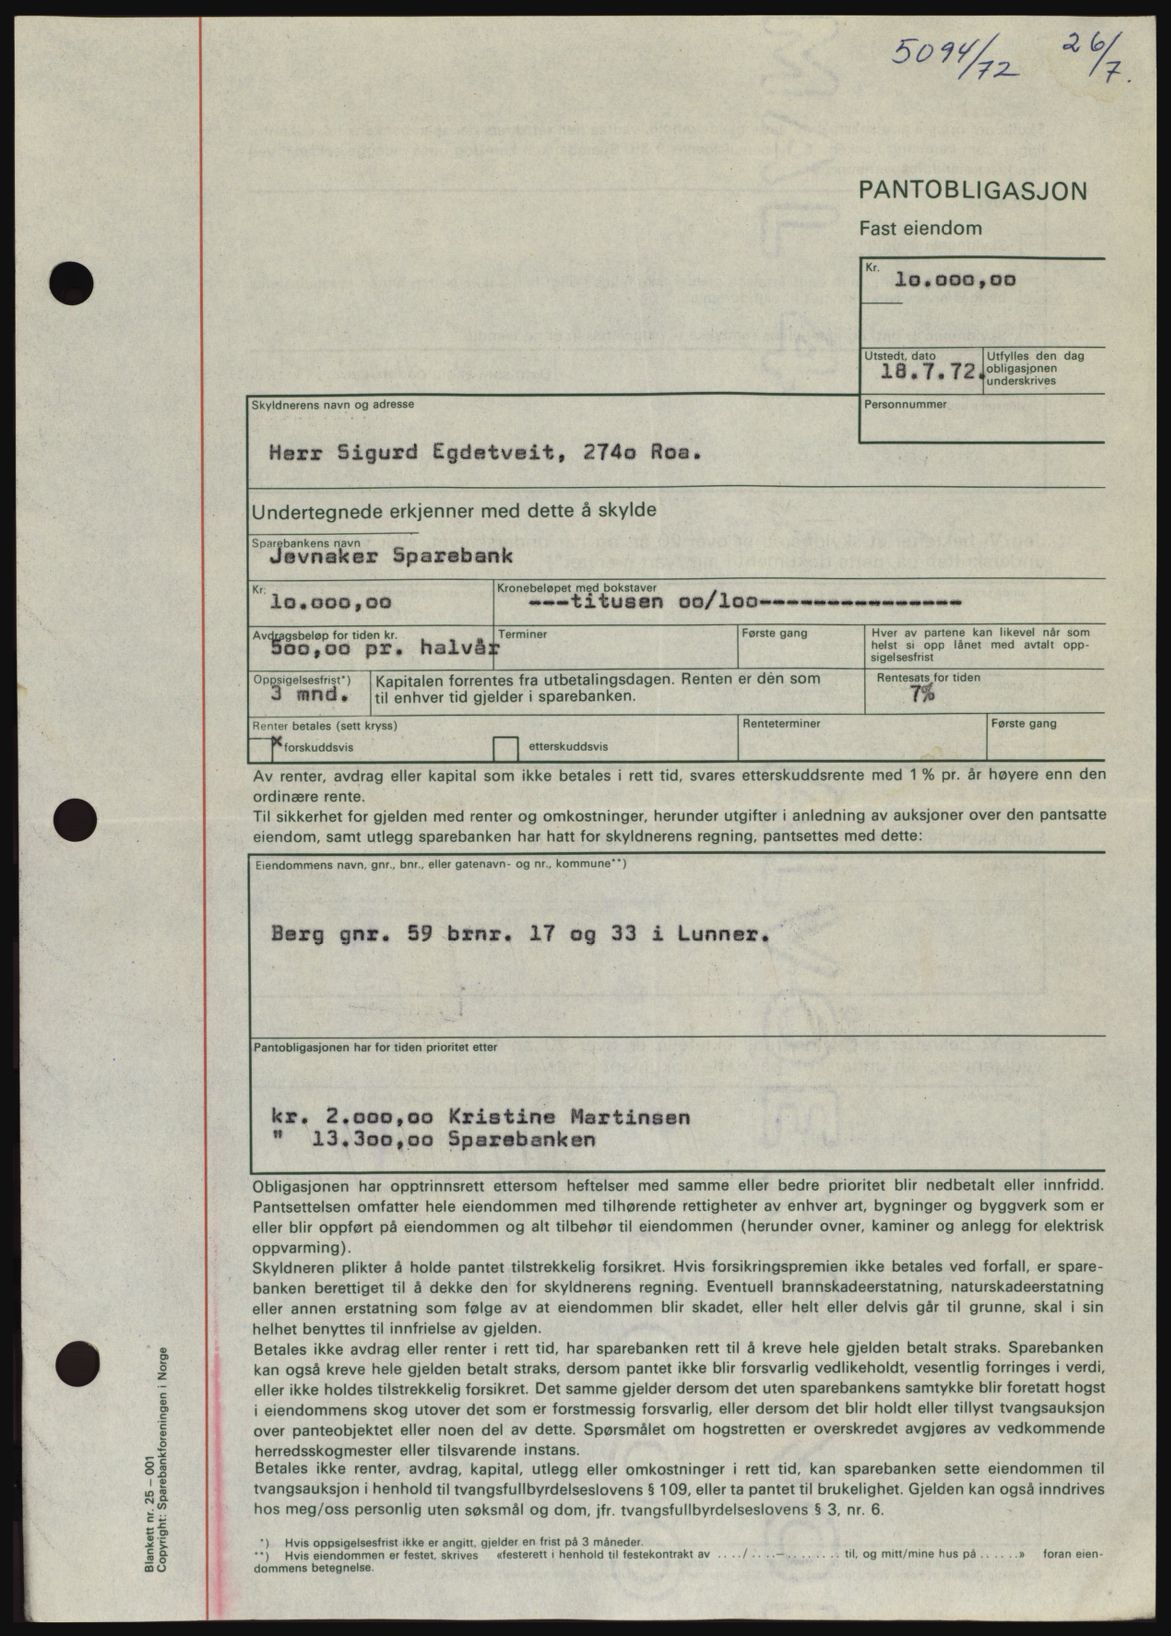 5094/72 26/7.
PANTOBLIGASJON
Fast eiendom
Kr.
lo.ooo,oo
Utstedt, dato
18.7.72.
Utfylles den dag
obligasjonen
underskrives
Skyldnerens navn og adresse
Personnummer
Herr Sigurd Egdetveit, 274o Roa.
Undertegnede erkjenner med dette å skylde
Sparebankens navn
Jevnaker Sparebank
Kr.
lo.ooo,oo
Kronebeløpet med bokstaver
---titusen oo/loo----------------
Avdragsbeløp for tiden kr.
5oo,oo pr. halvår
Terminer
Første gang
Hver av partene kan likevel når som
helst si opp lånet med avtalt opp-
sigelsesfrist
Oppsigelsesfrist*)
3 mnd.
Kapitalen forrentes fra utbetalingsdagen. Renten er den som
til enhver tid gjelder i sparebanken.
Rentesats for tiden
7%
Renter betales (sett kryss)
x forskuddsvis
etterskuddsvis
Renteterminer
Første gang
Av renter, avdrag eller kapital som ikke betales i rett tid, svares etterskuddsrente med 1 % pr. år høyere enn den
ordinære rente.
Til sikkerhet for gjelden med renter og omkostninger, herunder utgifter i anledning av auksjoner over den pantsatte
eiendom, samt utlegg sparebanken har hatt for skyldnerens regning, pantsettes med dette:
Eiendommens navn, gnr., bnr., eller gatenavn- og nr., kommune**)
Berg gnr. 59 brnr. 17 og 33 i Lunner.
Pantobligasjonen har for tiden prioritet etter
kr. 2.ooo,oo Kristine Martinsen
" 13.3oo,oo Sparebanken
Obligasjonen har opptrinnsrett ettersom heftelser med samme eller bedre prioritet blir nedbetalt eller innfridd.
Pantsettelsen omfatter hele eiendommen med tilhørende rettigheter av enhver art, bygninger og byggverk som er
eller blir oppført på eiendommen og alt tilbehør til eiendommen (herunder ovner, kaminer og anlegg for elektrisk
oppvarming).
Skyldneren plikter å holde pantet tilstrekkelig forsikret. Hvis forsikringspremien ikke betales ved forfall, er spare-
banken berettiget til å dekke den for skyldnerens regning. Eventuell brannskadeerstatning, naturskadeerstatning
eller annen erstatning som følge av at eiendommen blir skadet, eller helt eller delvis går til grunne, skal i sin
helhet benyttes til innfrielse av gjelden.
Betales ikke avdrag eller renter i rett tid, har sparebanken rett til å kreve hele gjelden betalt straks. Sparebanken
kan også kreve hele gjelden betalt straks, dersom pantet ikke blir forsvarlig vedlikeholdt, vesentlig forringes i verdi,
eller ikke holdes tilstrekkelig forsikret. Det samme gjelder dersom det uten sparebankens samtykke blir foretatt hogst
i eiendommens skog utover det som er forstmessig forsvarlig, eller dersom det blir holdt eller tillyst tvangsauksjon
over panteobjektet eller noen del av dette. Spørsmålet om hogstretten er overskredet avgjøres av vedkommende
herredsskogmester eller tilsvarende instans.
Betales ikke renter, avdrag, kapital, utlegg eller omkostninger i rett tid, kan sparebanken sette eiendommen til
tvangsauksjon i henhold til tvangsfullbyrdelseslovens § 109, eller ta pantet til brukelighet. Gjelden kan også inndrives
hos meg/oss personlig uten søksmål og dom, jfr. tvangsfullbyrdelseslovens § 3, nr. 6.
*) Hvis oppsigelsesfrist ikke er angitt, gjelder en frist på 3 måneder.
**) Hvis eiendommen er festet, skrives «festerett i henhold til festekontrakt av ..../....–........ til, og mitt/mine hus på ......» foran eien-
dommens betegnelse.
Blankett nr. 25 – 001
Copyright: Sparebankforeningen i Norge